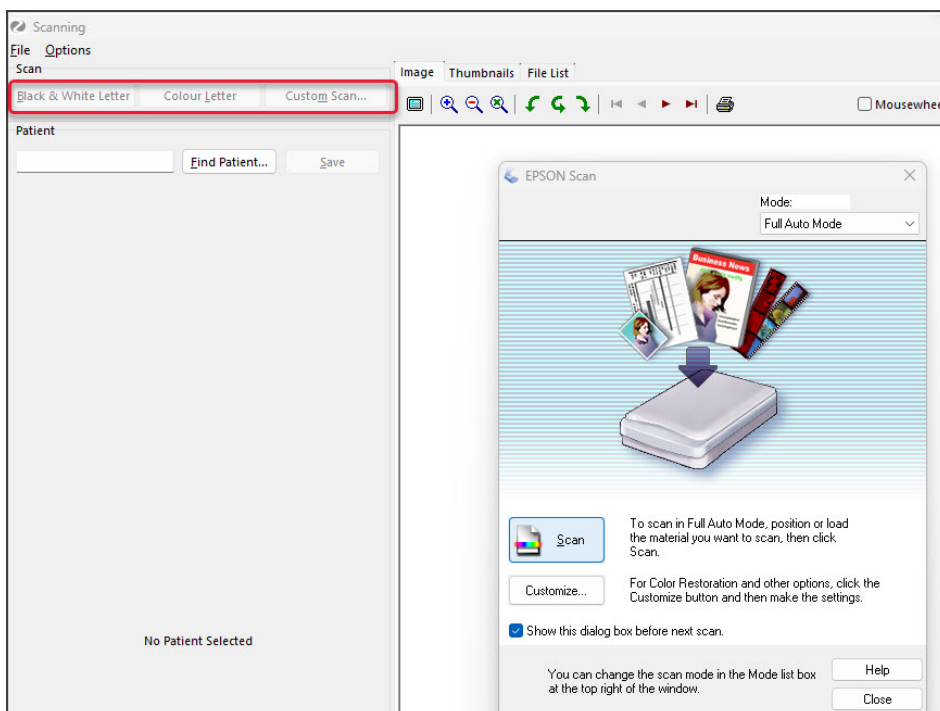 Scanning
File Options
Scan
Black & White Letter Colour Letter Custom Scan...
Patient
Find Patient... Save
No Patient Selected
Image Thumbnails File List
Mousewhee
EPSON Scan
Mode:
Full Auto Mode
Business News
Scan
To scan in Full Auto Mode, position or load
the material you want to scan, then click
Scan.
Customize...
For Color Restoration and other options, click the
Customize button and then make the settings.
Show this dialog box before next scan.
You can change the scan mode in the Mode list box
at the top right of the window.
Help
Close